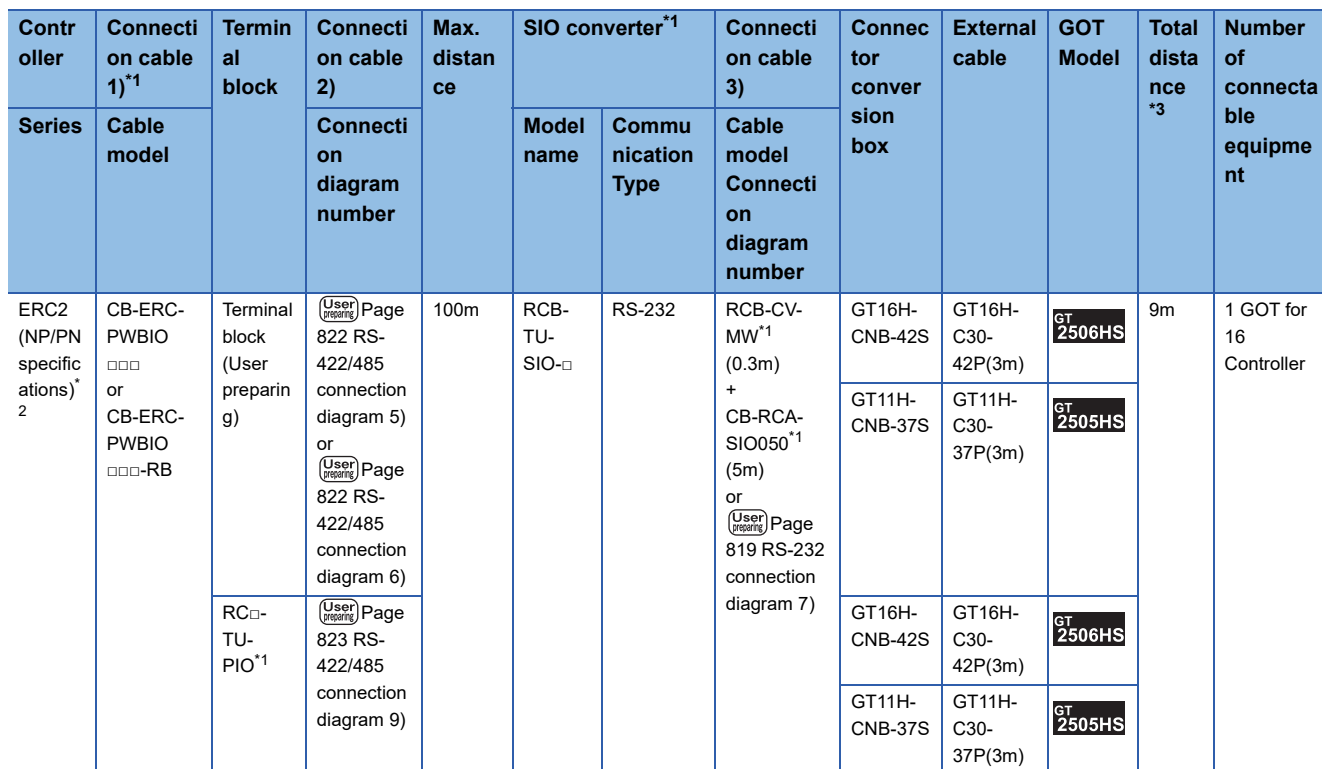 Contr
oller
Connecti
on cable
1)*1
Termin
al
block
Connecti
on cable
2)
Max.
distan
ce
SIO converter*1
Connecti
on cable
3)
Connec
tor
conver
sion
box
External
cable
GOT
Model
Total
dista
nce
*3
Number
of
connecta
ble
equipme
nt
Series
Cable
model
Connecti
on
diagram
number
Model
name
Commu
nication
Type
Cable
model
Connecti
on
diagram
number
ERC2
(NP/PN
specific
ations)*
2
CB-ERC-
PWBIO
□□□
or
CB-ERC-
PWBIO
□□□-RB
Terminal
block
(User
preparin
g)
User preparing Page
822 RS-
422/485
connection
diagram 5)
or
User preparing Page
822 RS-
422/485
connection
diagram 6)
100m
RCB-
TU-
SIO-□
RS-232
RCB-CV-
MW*1
(0.3m)
+
CB-RCA-
SIO050*1
(5m)
or
User preparing Page
819 RS-232
connection
diagram 7)
GT16H-
CNB-42S
GT16H-
C30-
42P(3m)
GT
2506HS
9m
1 GOT for
16
Controller
GT11H-
CNB-37S
GT11H-
C30-
37P(3m)
GT
2505HS
RC□-
TU-
PIO*1
User preparing Page
823 RS-
422/485
connection
diagram 9)
GT16H-
CNB-42S
GT16H-
C30-
42P(3m)
GT
2506HS
GT11H-
CNB-37S
GT11H-
C30-
37P(3m)
GT
2505HS